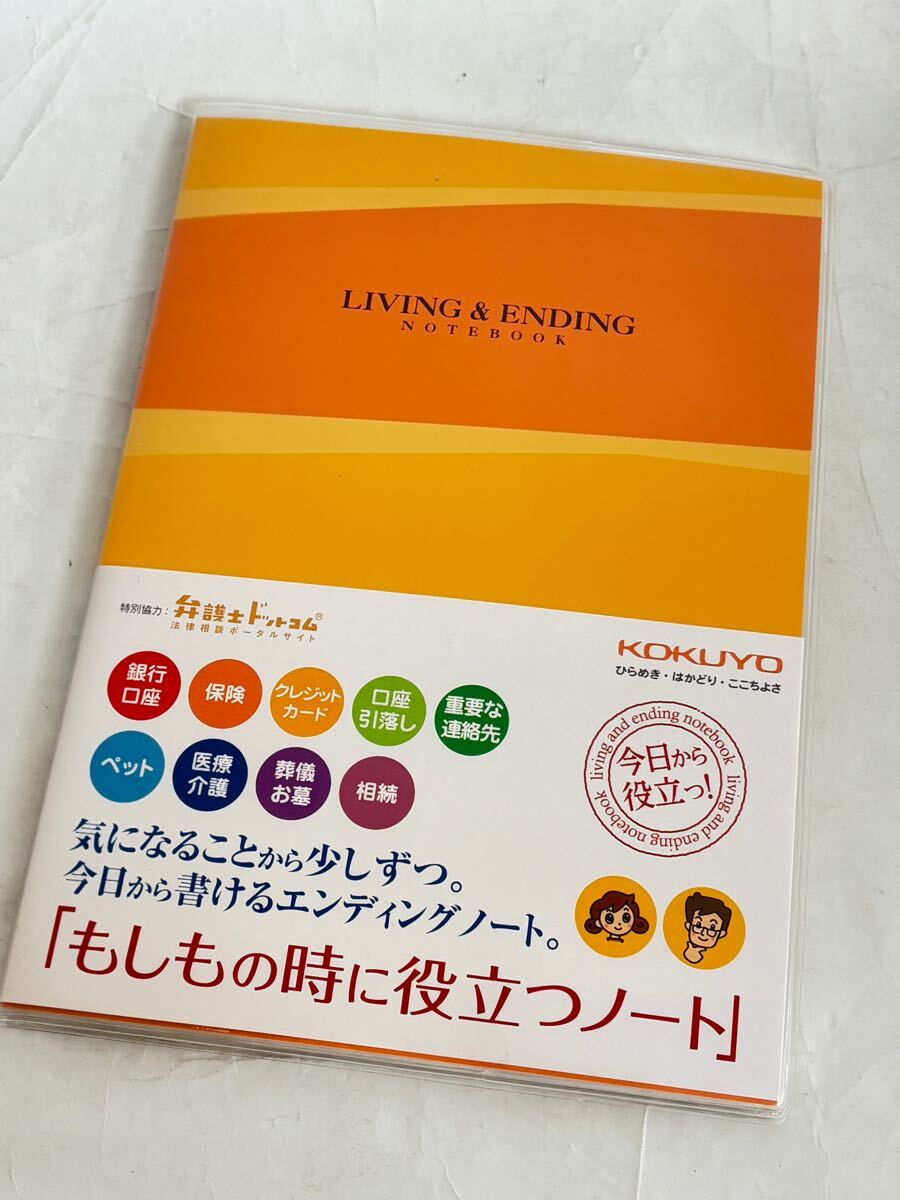 LIVING & ENDING
NOTEBOOK
特別協力：弁護士ドットコム®
法律相談ポータルサイト
KOKUYO
ひらめき・はかどり・ここちよさ
銀行
口座
保険
クレジット
カード
口座
引落し
重要な
連絡先
ペット
医療
介護
葬儀
お墓
相続
living and ending notebook living and ending notebook
今日から
役立つ!
気になることから少しずつ。
今日から書けるエンディングノート。
「もしもの時に役立つノート」